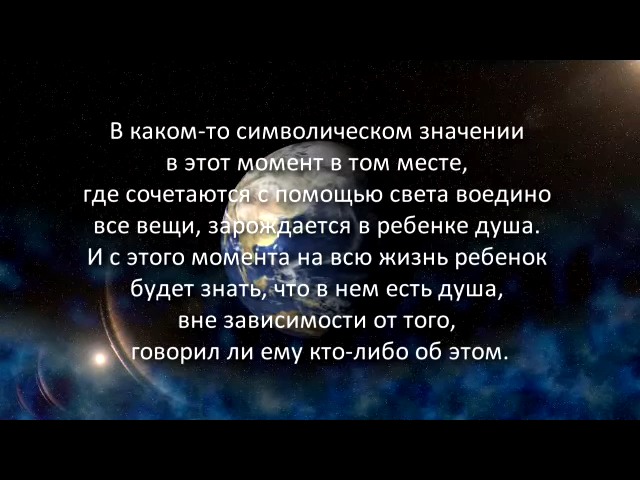 В каком-то символическом значении
в этот момент в том месте,
где сочетаются с помощью света воедино
все вещи, зарождается в ребенке душа.
И с этого момента на всю жизнь ребенок
будет знать, что в нем есть душа,
вне зависимости от того,
говорил ли ему кто-либо об этом.